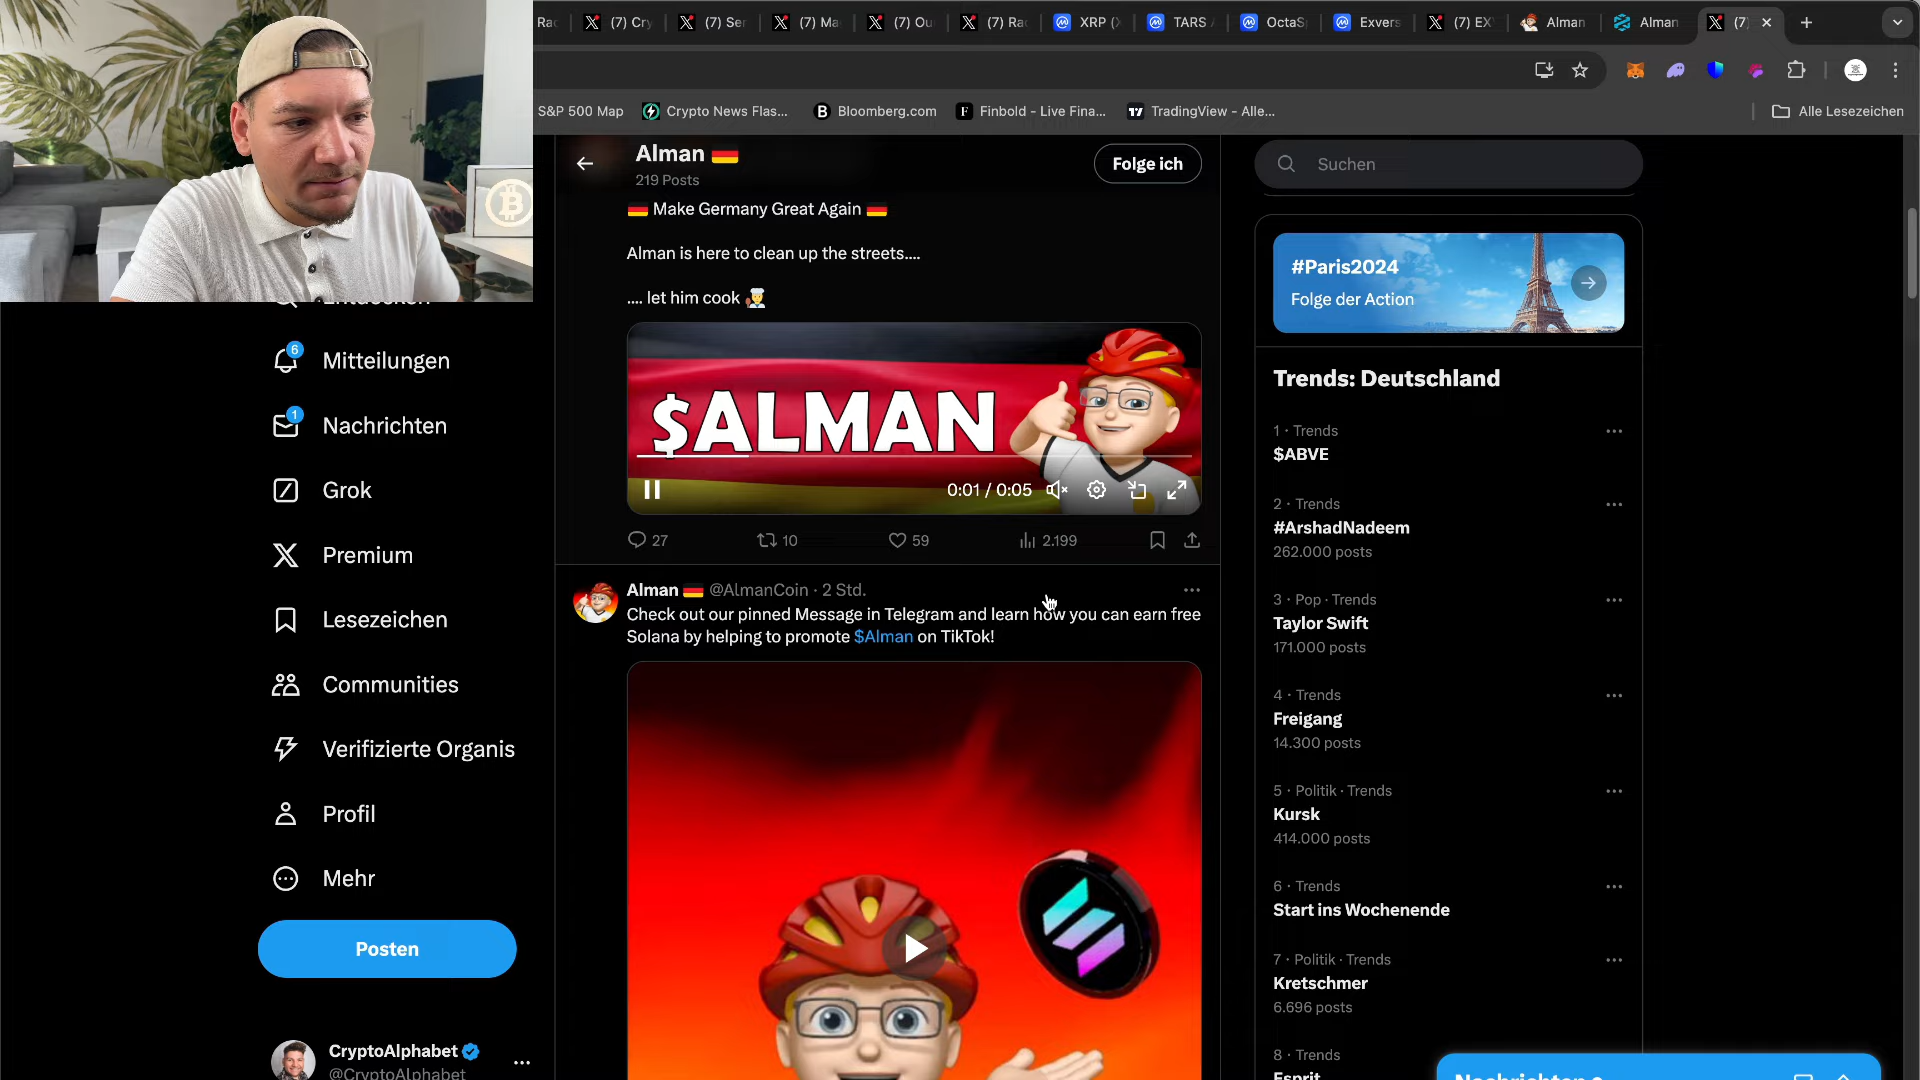 (7) Cry
(7) Ser
(7) Ma
(7) Ou
(7) Ra
XRP (X
TARS A
OctaSp
Exvers
(7) EX
Alman
Alman
(7)
S&P 500 Map
Crypto News Flas...
Bloomberg.com
Finbold - Live Fina...
TradingView - Alle...
Alle Lesezeichen
Alman
219 Posts
Folge ich
Suchen
Make Germany Great Again
Alman is here to clean up the streets....
.... let him cook
$ALMAN
0:01 / 0:05
27
10
59
2.199
Alman @AlmanCoin · 2 Std.
Check out our pinned Message in Telegram and learn how you can earn free
Solana by helping to promote $Alman on TikTok!
6
Mitteilungen
1
Nachrichten
Grok
Premium
Lesezeichen
Communities
Verifizierte Organis
Profil
Mehr
Posten
CryptoAlphabet
@CryptoAlphabet
#Paris2024
Folge der Action
Trends: Deutschland
1 · Trends
$ABVE
2 · Trends
#ArshadNadeem
262.000 posts
3 · Pop · Trends
Taylor Swift
171.000 posts
4 · Trends
Freigang
14.300 posts
5 · Politik · Trends
Kursk
414.000 posts
6 · Trends
Start ins Wochenende
7 · Politik · Trends
Kretschmer
6.696 posts
8 · Trends
Esprit
Nachrichten